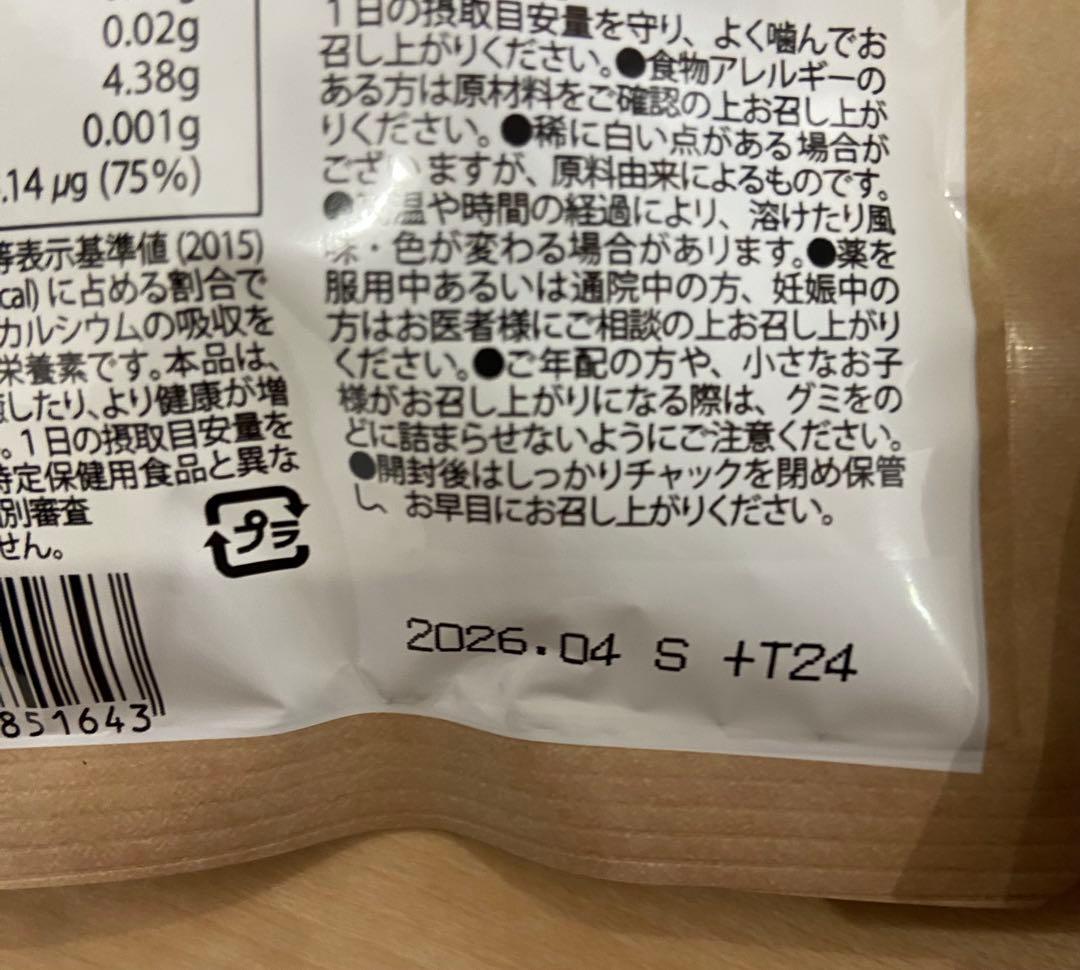 0.02g
4.38g
0.001g
.14 µg (75%)
等表示基準値 (2015)
cal) に占める割合で
カルシウムの吸収を
栄養素です。本品は、
したり、より健康が増
。1日の摂取目安量を
特定保健用食品と異な
別審査
せん。
プラ
851643
1日の摂取目安量を守り、よく噛んでお
召し上がりください。●食物アレルギーの
ある方は原材料をご確認の上お召し上が
りください。●稀に白い点がある場合が
ございますが、原料由来によるものです。
●高温や時間の経過により、溶けたり風
味・色が変わる場合があります。●薬を
服用中あるいは通院中の方、妊娠中の
方はお医者様にご相談の上お召し上がり
ください。●ご年配の方や、小さなお子
様がお召し上がりになる際は、グミをの
どに詰まらせないようにご注意ください。
●開封後はしっかりチャックを閉め保管
し、お早目にお召し上がりください。
2026.04 S +T24